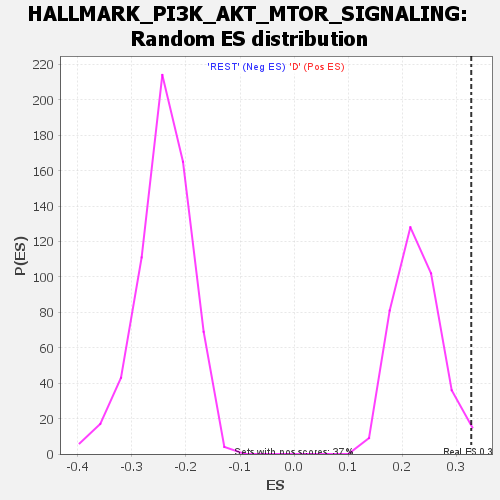 HALLMARK_PI3K_AKT_MTOR_SIGNALING:
Random ES distribution
'REST' (Neg ES) 'D' (Pos ES)
220
200
180
160
140
120
100
80
60
40
20
0
P(ES)
Sets with pos scores: 37 %
Real ES 0.3
-0.4 -0.3 -0.2 -0.1 0.0 0.1 0.2 0.3
ES